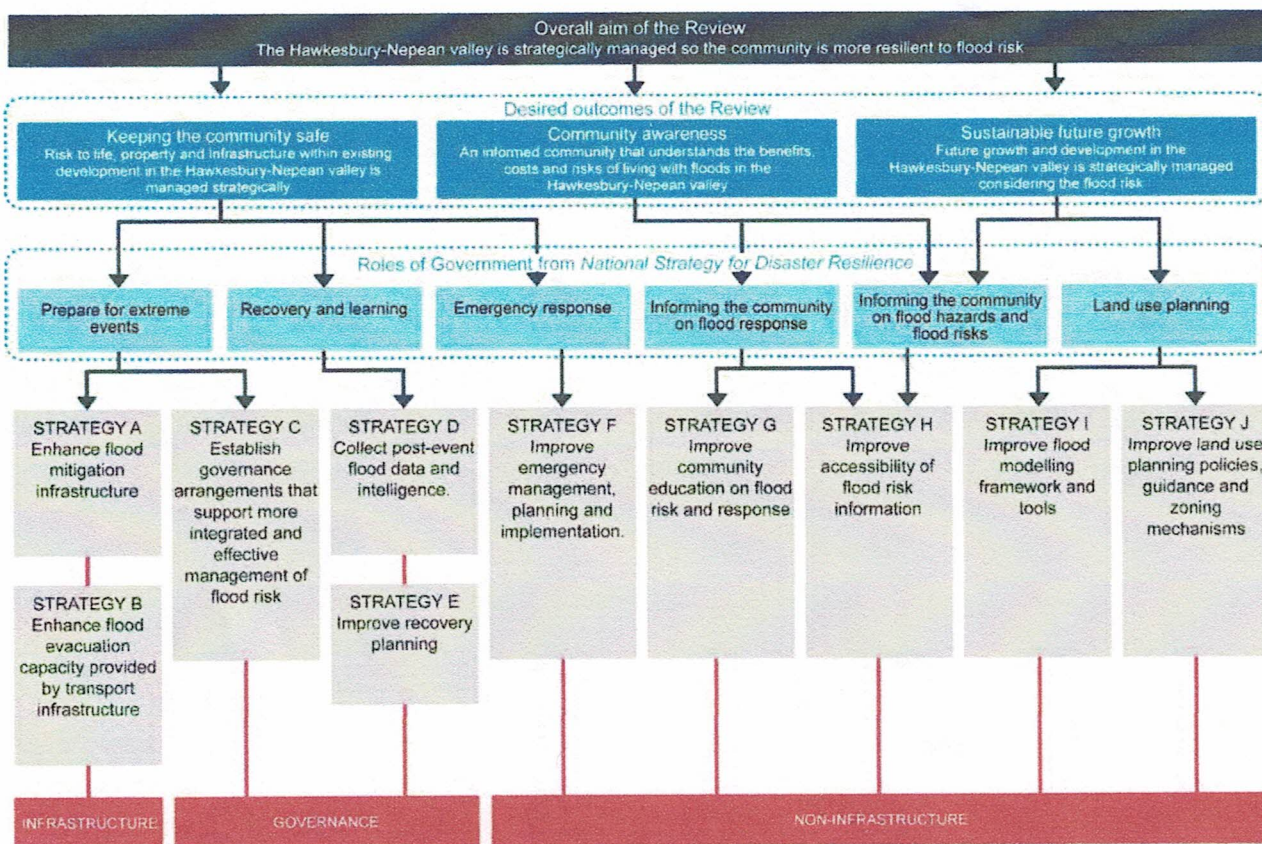 Overall aim of the Review
The Hawkesbury-Nepean valley is strategically managed so the community is more resilient to flood risk
Desired outcomes of the Review
Keeping the community safe
Risk to life, property and Infrastructure within existing
development in the Hawkesbury-Nepean valley is
managed strategically
Community awareness
An informed community that understands the benefits,
costs and risks of living with floods in the
Hawkesbury-Nepean valley
Sustainable future growth
Future growth and development in the
Hawkesbury-Nepean valley is strategically managed
considering the flood risk
Roles of Government from National Strategy for Disaster Resilience
Prepare for extreme
events
Recovery and learning
Emergency response
Informing the community
on flood response
Informing the community
on flood hazards and
flood risks
Land use planning
STRATEGY A
Enhance flood
mitigation
infrastructure
STRATEGY B
Enhance flood
evacuation
capacity provided
by transport
infrastructure
STRATEGY C
Establish
governance
arrangements that
support more
integrated and
effective
management of
flood risk
STRATEGY D
Collect post-event
flood data and
intelligence.
STRATEGY E
Improve recovery
planning
STRATEGY F
Improve
emergency
management,
planning and
implementation.
STRATEGY G
Improve
community
education on flood
risk and response
STRATEGY H
Improve
accessibility of
flood risk
information
STRATEGY I
Improve flood
modelling
framework and
tools
STRATEGY J
Improve land use
planning policies,
guidance and
zoning
mechanisms
INFRASTRUCTURE
GOVERNANCE
NON-INFRASTRUCTURE